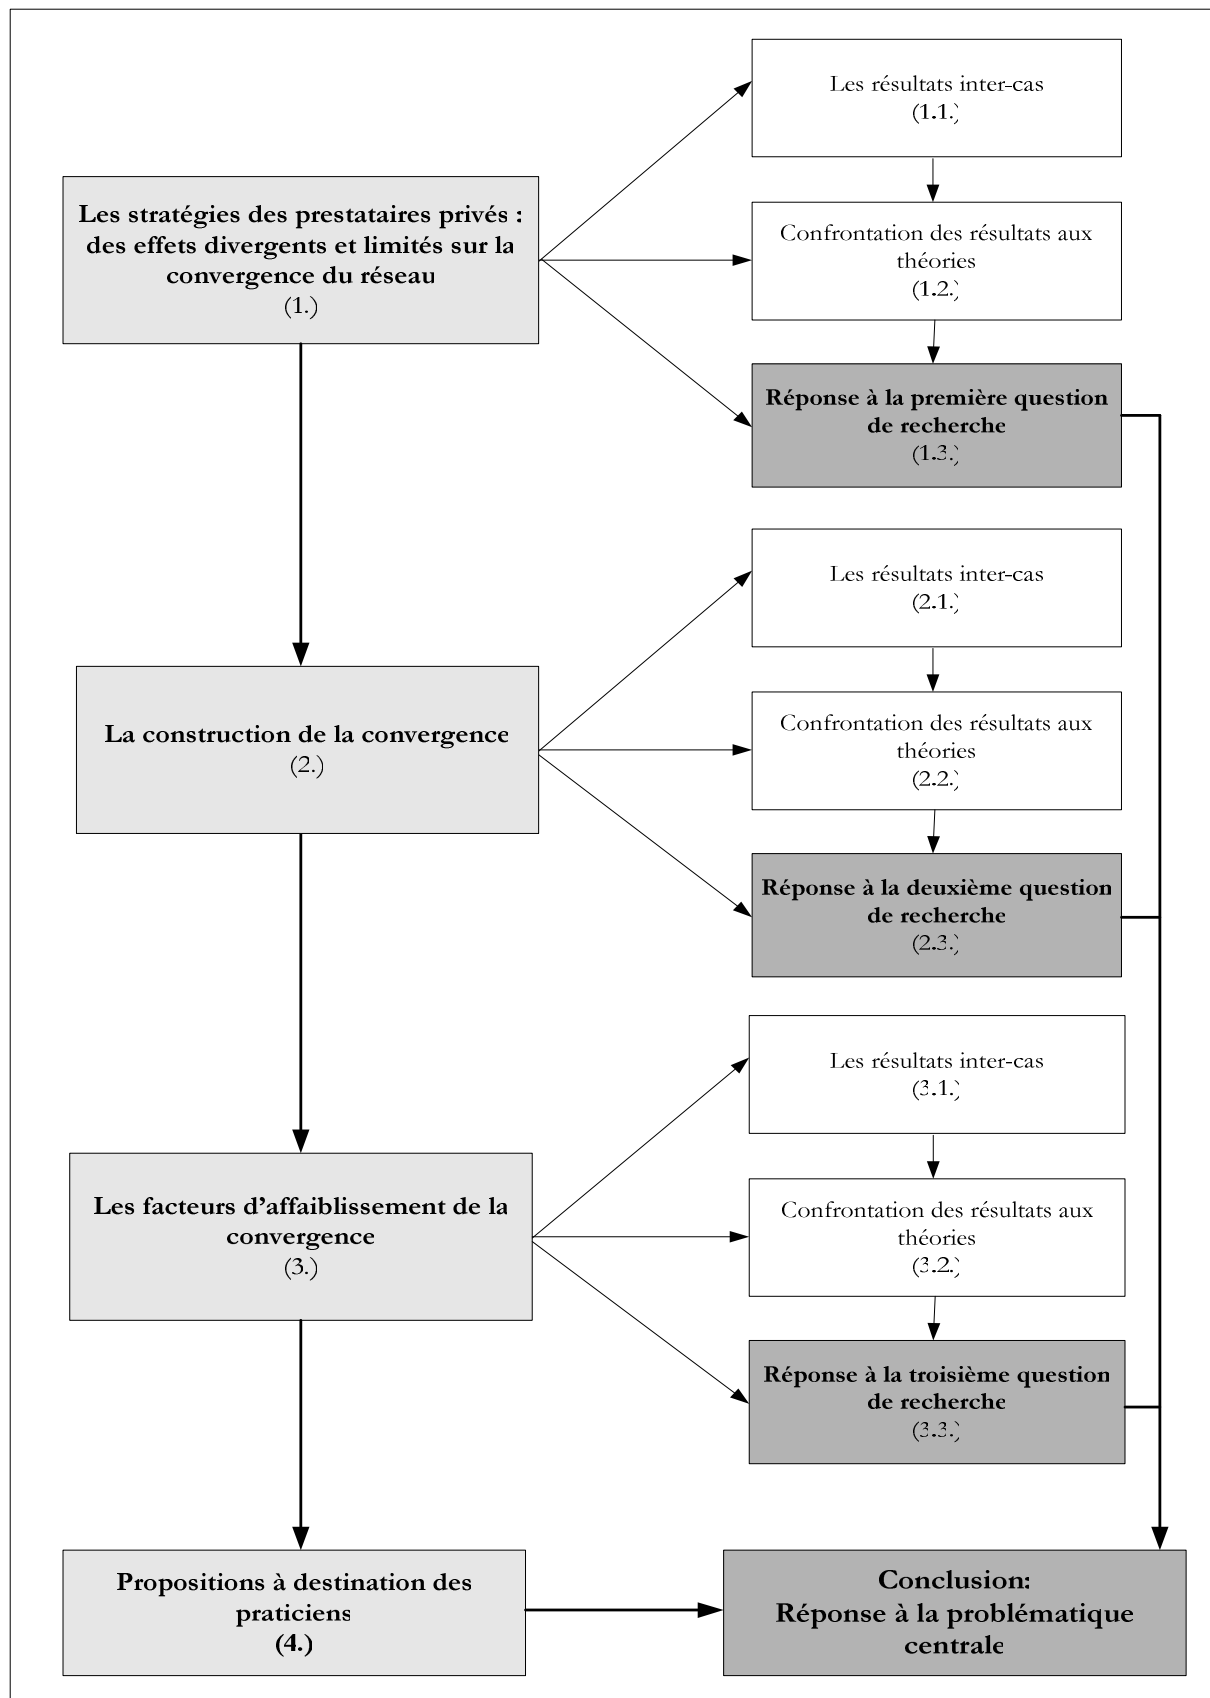 Les stratégies des prestataires privés :
des effets divergents et limités sur la
convergence du réseau
(1.)
Les résultats inter-cas
(1.1.)
Confrontation des résultats aux
théories
(1.2.)
Réponse à la première question
de recherche
(1.3.)
La construction de la convergence
(2.)
Les résultats inter-cas
(2.1.)
Confrontation des résultats aux
théories
(2.2.)
Réponse à la deuxième question
de recherche
(2.3.)
Les facteurs d'affaiblissement de la
convergence
(3.)
Les résultats inter-cas
(3.1.)
Confrontation des résultats aux
théories
(3.2.)
Réponse à la troisième question
de recherche
(3.3.)
Propositions à destination des
praticiens
(4.)
Conclusion:
Réponse à la problématique
centrale